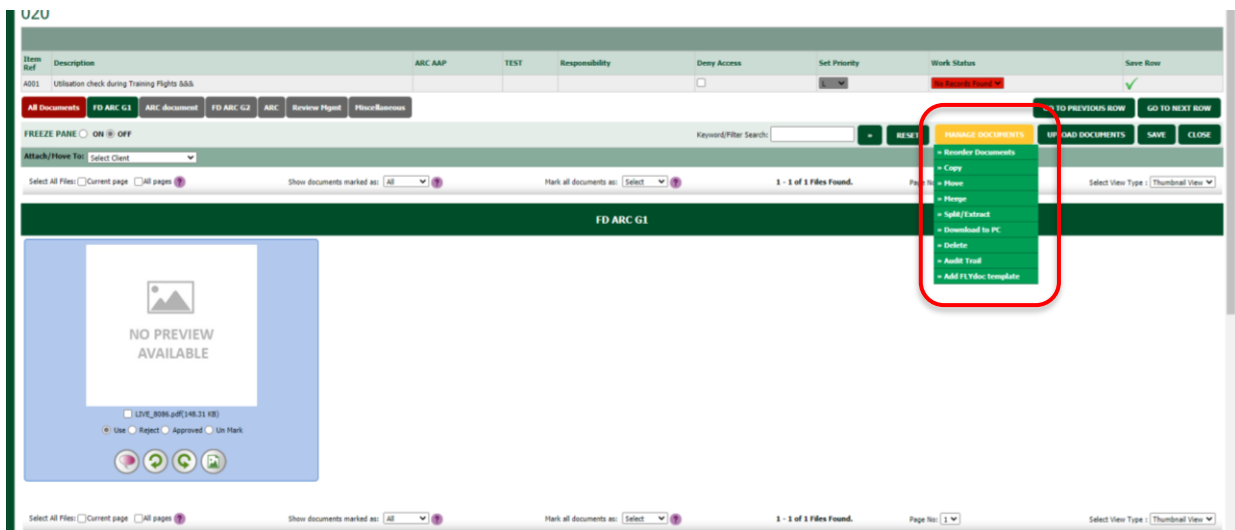 020
Item Ref Description ARC AAP TEST Responsibility Deny Access Set Priority Work Status Save Row
A001 Utilisation check during Training Flights &&& 1 No Records Found
All Documents FD ARC G1 ARC document FD ARC G2 ARC Review Mgmt Miscellaneous GO TO PREVIOUS ROW GO TO NEXT ROW
FREEZE PANE ON OFF Keyword/Filter Search: » RESET MANAGE DOCUMENTS UPLOAD DOCUMENTS SAVE CLOSE
Attach/Move To: Select Client
» Reorder Documents
» Copy
» Move
» Merge
» Split/Extract
» Download to PC
» Delete
» Audit Trail
» Add FLYdoc template
Select All Files: Current page All pages ? Show documents marked as: All ? Mark all documents as: Select ? 1 - 1 of 1 Files Found. Page No Select View Type : Thumbnail View
FD ARC G1
NO PREVIEW
AVAILABLE
LIVE_8086.pdf(148.31 KB)
Use Reject Approved Un Mark
Select All Files: Current page All pages ? Show documents marked as: All ? Mark all documents as: Select ? 1 - 1 of 1 Files Found. Page No: 1 Select View Type : Thumbnail View